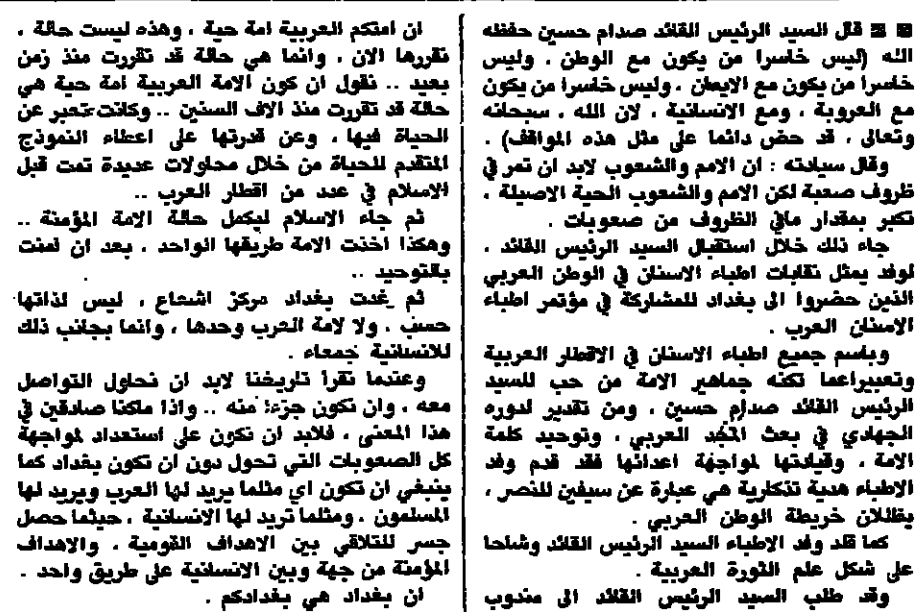 قال السيد الرئيس القائد صدام حسين حفظه
الله (ليس خاسرا من يكون مع الوطن ، وليس
خاسرا من يكون مع الايمان ، وليس خاسرا من يكون
مع العروبة ، ومع الانسانية ، لان الله ، سبحانه
وتعالى ، قد حض دائما على مثل هذه المواقف) .
وقال سيادته : ان الامم والشعوب لابد ان تمر في
ظروف صعبة لكن الامم والشعوب الحية الاصيلة ،
تكبر بمقدار مافي الظروف من صعوبات .
جاء ذلك خلال استقبال السيد الرئيس القائد ،
لوفد يمثل نقابات اطباء الاسنان في الوطن العربي
الذين حضروا الى بغداد للمشاركة في مؤتمر اطباء
الاسنان العرب .
وباسم جميع اطباء الاسنان في الاقطار العربية
وتعبيراعما تكنه جماهير الامة من حب للسيد
الرئيس القائد صدام حسين ، ومن تقدير لدوره
الجهادي في بعث المجد العربي ، وتوحيد كلمة
الامة ، وقيادتها لمواجهة اعدائها فقد قدم وفد
الاطباء هدية تذكارية هي عبارة عن سيفين للنصر ،
يظللان خريطة الوطن العربي .
كما قلد وفد الاطباء السيد الرئيس القائد وشاحا
على شكل علم الثورة العربية .
وقد طلب السيد الرئيس القائد الى مندوب
ان امتكم العربية امة حية ، وهذه ليست حالة ،
نقررها الان ، وانما هي حالة قد تقررت منذ زمن
بعيد .. نقول ان كون الامة العربية امة حية هي
حالة قد تقررت منذ الاف السنين .. وكانت تعبر عن
الحياة فيها ، وعن قدرتها على اعطاء النموذج
المتقدم للحياة من خلال محاولات عديدة تمت قبل
الاسلام في عدد من اقطار العرب ..
ثم جاء الاسلام ليكمل حالة الامة المؤمنة ..
وهكذا اخذت الامة طريقها الواحد ، بعد ان امنت
بالتوحيد ..
ثم غدت بغداد مركز اشعاع ، ليس لذاتها
حسب ، ولا لامة العرب وحدها ، وانما بجانب ذلك
للانسانية جمعاء .
وعندما نقرأ تاريخنا لابد ان نحاول التواصل
معه ، وان نكون جزءا منه .. واذا ماكنا صادقين في
هذا المعنى ، فلابد ان نكون على استعداد لمواجهة
كل الصعوبات التي تحول دون ان تكون بغداد كما
ينبغي ان تكون اي مثلما يريد لها العرب ويريد لها
المسلمون ، ومثلما تريد لها الانسانية ، حيثما حصل
جسر للتلاقي بين الاهداف القومية ، والاهداف
المؤمنة من جهة وبين الانسانية على طريق واحد .
ان بغداد هي بغدادكم .